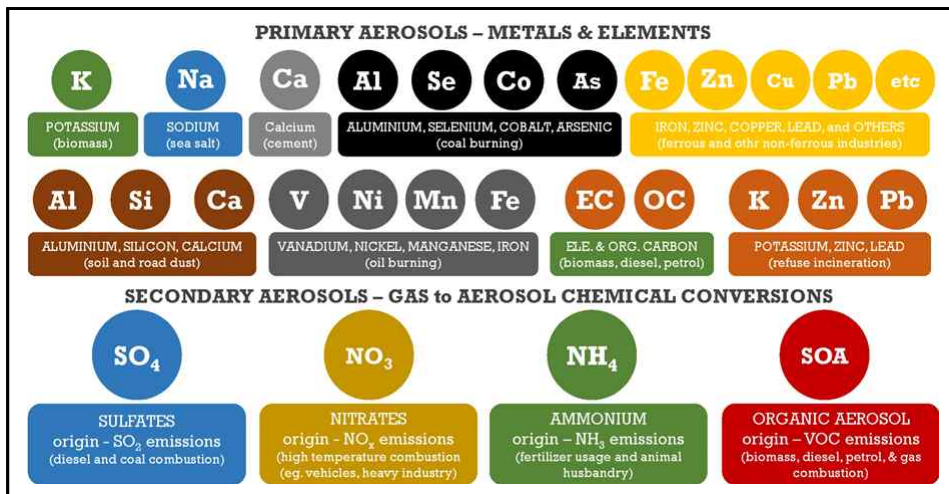 PRIMARY AEROSOLS – METALS & ELEMENTS
K Na Ca Al Se Co As Fe Zn Cu Pb etc
POTASSIUM
(biomass)
SODIUM
(sea salt)
Calcium
(cement)
ALUMINIUM, SELENIUM, COBALT, ARSENIC
(coal burning)
IRON, ZINC, COPPER, LEAD, and OTHERS
(ferrous and othr non-ferrous industries)
Al Si Ca V Ni Mn Fe EC OC K Zn Pb
ALUMINIUM, SILICON, CALCIUM
(soil and road dust)
VANADIUM, NICKEL, MANGANESE, IRON
(oil burning)
ELE. & ORG. CARBON
(biomass, diesel, petrol)
POTASSIUM, ZINC, LEAD
(refuse incineration)
SECONDARY AEROSOLS – GAS to AEROSOL CHEMICAL CONVERSIONS
SO₄ NO₃ NH₄ SOA
SULFATES
origin - SO₂ emissions
(diesel and coal combustion)
NITRATES
origin - NOₓ emissions
(high temperature combustion
(eg. vehicles, heavy industry)
AMMONIUM
origin – NH₃ emissions
(fertilizer usage and animal
husbandry)
ORGANIC AEROSOL
origin – VOC emissions
(biomass, diesel, petrol, & gas
combustion)